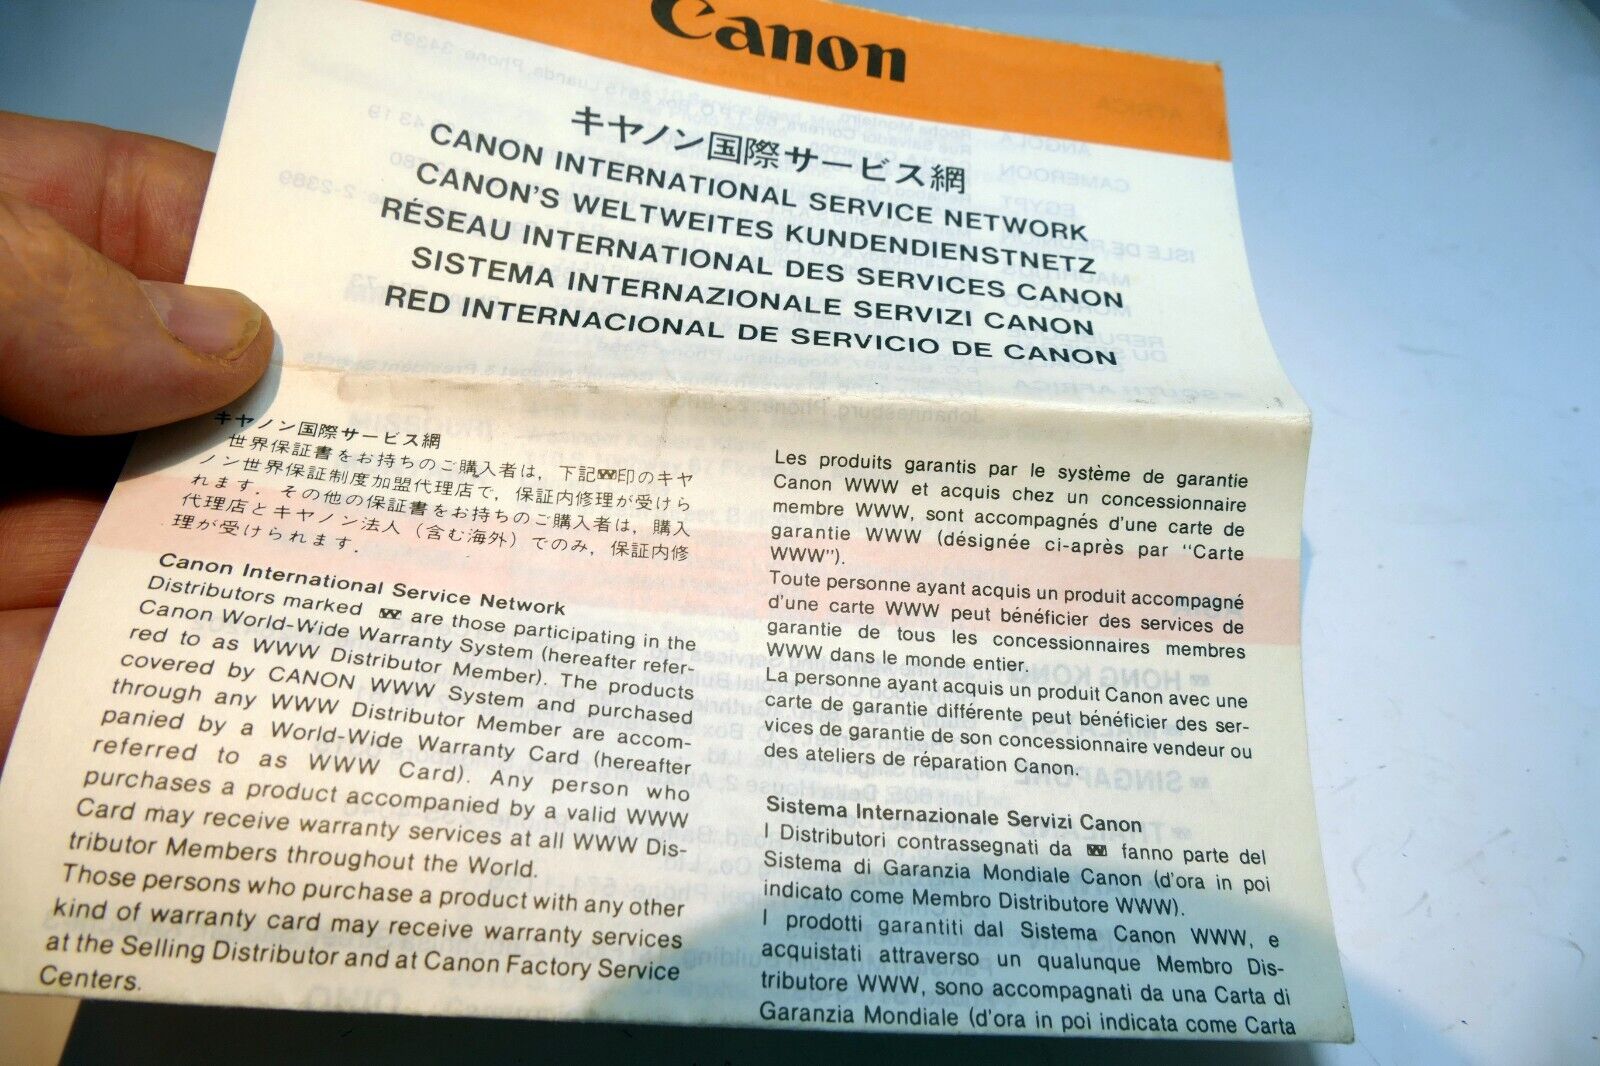 Canon
キヤノン国際サービス網
CANON INTERNATIONAL SERVICE NETWORK
CANON'S WELTWEITES KUNDENDIENSTNETZ
RÉSEAU INTERNATIONAL DES SERVICES CANON
SISTEMA INTERNAZIONALE SERVIZI CANON
RED INTERNACIONAL DE SERVICIO DE CANON
キヤノン国際サービス網
世界保証書をお持ちのご購入者は，下記W印のキヤ
ノン世界保証制度加盟代理店で，保証内修理が受けら
れます．その他の保証書をお持ちのご購入者は，購入
代理店とキヤノン法人（含む海外）でのみ，保証内修
理が受けられます．
Canon International Service Network
Distributors marked W are those participating in the
Canon World-Wide Warranty System (hereafter refer-
red to as WWW Distributor Member). The products
covered by CANON WWW System and purchased
through any WWW Distributor Member are accom-
panied by a World-Wide Warranty Card (hereafter
referred to as WWW Card). Any person who
purchases a product accompanied by a valid WWW
Card may receive warranty services at all WWW Dis-
tributor Members throughout the World.
Those persons who purchase a product with any other
kind of warranty card may receive warranty services
at the Selling Distributor and at Canon Factory Service
Centers.
Les produits garantis par le système de garantie
Canon WWW et acquis chez un concessionnaire
membre WWW, sont accompagnés d'une carte de
garantie WWW (désignée ci-après par "Carte
WWW").
Toute personne ayant acquis un produit accompagné
d'une carte WWW peut bénéficier des services de
garantie de tous les concessionnaires membres
WWW dans le monde entier.
La personne ayant acquis un produit Canon avec une
carte de garantie différente peut bénéficier des ser-
vices de garantie de son concessionnaire vendeur ou
des ateliers de réparation Canon.
Sistema Internazionale Servizi Canon
I Distributori contrassegnati da W fanno parte del
Sistema di Garanzia Mondiale Canon (d'ora in poi
indicato come Membro Distributore WWW).
I prodotti garantiti dal Sistema Canon WWW, e
acquistati attraverso un qualunque Membro Dis-
tributore WWW, sono accompagnati da una Carta di
Garanzia Mondiale (d'ora in poi indicata come Carta